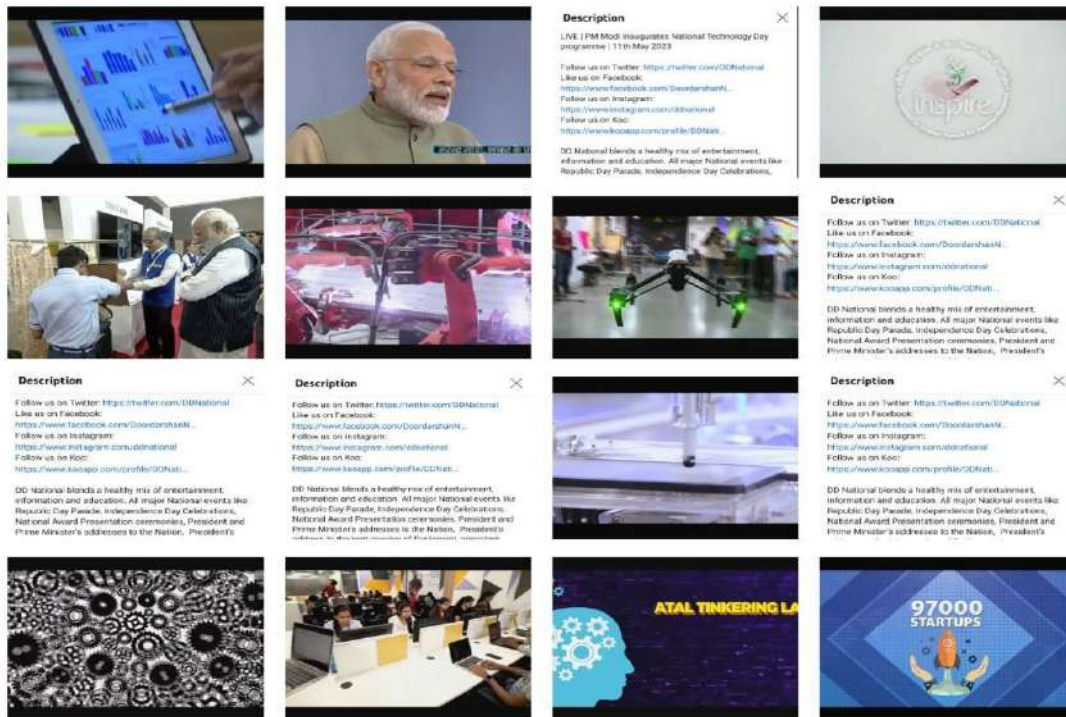 Description
LIVE | PM Modi Inaugurates National Technology Day
programme | 11th May 2023
Follow us on Twitter: https://twitter.com/DDNational
Like us on Facebook:
https://www.facebook.com/DoordarshanN...
Follow us on Instagram:
https://www.instagram.com/ddnational
Follow us on Koo:
https://www.kooapp.com/profile/DDNati...
DD National blends a healthy mix of entertainment,
information and education. All major National events like
Republic Day Parade, Independence Day Celebrations,
inspire
Description
Follow us on Twitter: https://twitter.com/DDNational
Like us on Facebook:
https://www.facebook.com/DoordarshanN...
Follow us on Instagram:
https://www.instagram.com/ddnational
Follow us on Koo:
https://www.kooapp.com/profile/DDNati...
DD National blends a healthy mix of entertainment,
information and education. All major National events like
Republic Day Parade, Independence Day Celebrations,
National Award Presentation ceremonies, President and
Prime Minister's addresses to the Nation, President's
Description
Follow us on Twitter: https://twitter.com/DDNational
Like us on Facebook:
https://www.facebook.com/DoordarshanN...
Follow us on Instagram:
https://www.instagram.com/ddnational
Follow us on Koo:
https://www.kooapp.com/profile/DDNati...
DD National blends a healthy mix of entertainment,
information and education. All major National events like
Republic Day Parade, Independence Day Celebrations,
National Award Presentation ceremonies, President and
Prime Minister's addresses to the Nation, President's
Description
Follow us on Twitter: https://twitter.com/DDNational
Like us on Facebook:
https://www.facebook.com/DoordarshanN...
Follow us on Instagram:
https://www.instagram.com/ddnational
Follow us on Koo:
https://www.kooapp.com/profile/DDNati...
DD National blends a healthy mix of entertainment,
information and education. All major National events like
Republic Day Parade, Independence Day Celebrations,
National Award Presentation ceremonies, President and
Prime Minister's addresses to the Nation, President's
Description
Follow us on Twitter: https://twitter.com/DDNational
Like us on Facebook:
https://www.facebook.com/DoordarshanN...
Follow us on Instagram:
https://www.instagram.com/ddnational
Follow us on Koo:
https://www.kooapp.com/profile/DDNati...
DD National blends a healthy mix of entertainment,
information and education. All major National events like
Republic Day Parade, Independence Day Celebrations,
National Award Presentation ceremonies, President and
Prime Minister's addresses to the Nation, President's
ATAL TINKERING LA
97000
STARTUPS